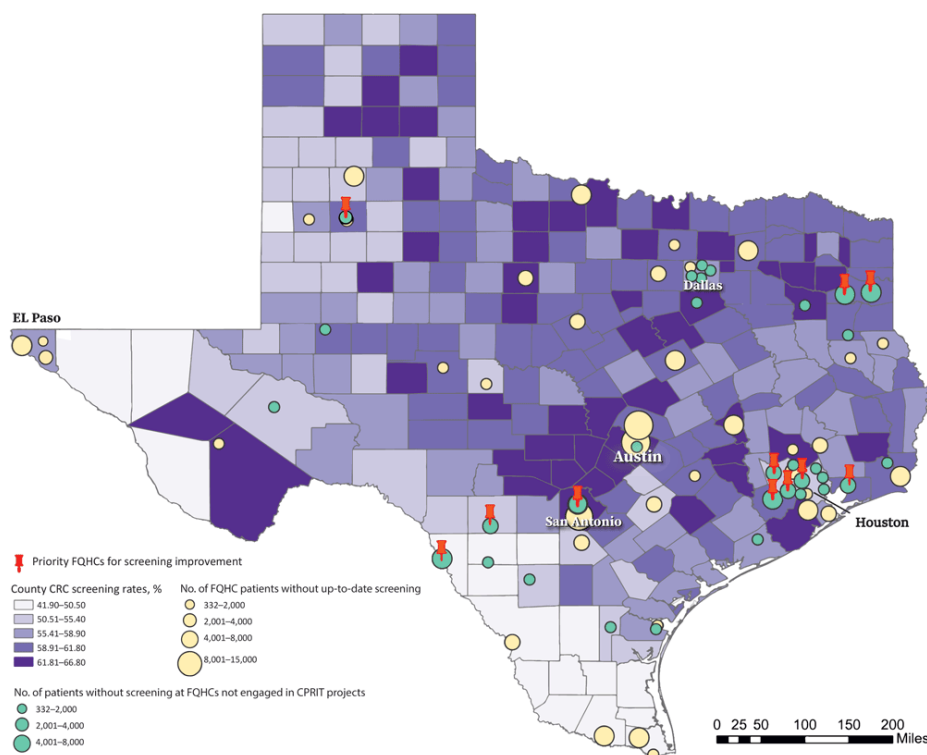 EL Paso
Dallas
Austin
San Antonio
Houston
Priority FQHCs for screening improvement
County CRC screening rates, %
41.90–50.50
50.51–55.40
55.41–58.90
58.91–61.80
61.81–66.80
No. of FQHC patients without up-to-date screening
332–2,000
2,001–4,000
4,001–8,000
8,001–15,000
No. of patients without screening at FQHCs not engaged in CPRIT projects
332–2,000
2,001–4,000
4,001–8,000
0 25 50 100 150 200
Miles